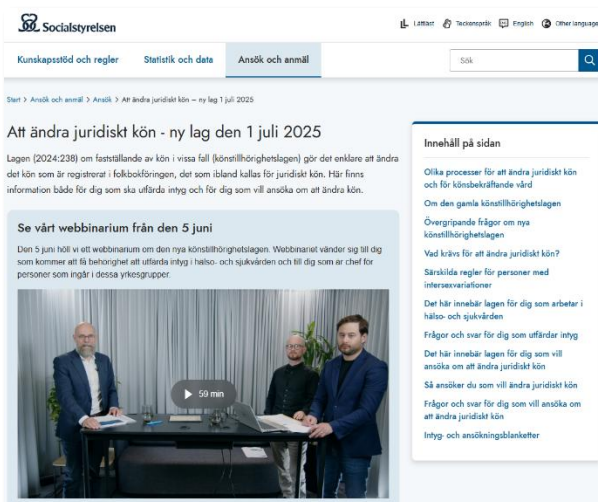 Socialstyrelsen
Lättläst Teckenspråk English Other language
Kunskapsstöd och regler Statistik och data Ansök och anmäl Sök
Start > Ansök och anmäl > Ansök > Att ändra juridiskt kön – ny lag 1 juli 2025
Att ändra juridiskt kön - ny lag den 1 juli 2025
Lagen (2024:238) om fastställande av kön i vissa fall (könstillhörighetslagen) gör det enklare att ändra
det kön som är registrerat i folkbokföringen, det som ibland kallas för juridiskt kön. Här finns
information både för dig som ska utfärda intyg och för dig som vill ansöka om att ändra kön.
Se vårt webbinarium från den 5 juni
Den 5 juni höll vi ett webbinarium om den nya könstillhörighetslagen. Webbinariet vänder sig till dig
som kommer att få behörighet att utfärda intyg i hälso- och sjukvården och till dig som är chef för
personer som ingår i dessa yrkesgrupper.
59 min
Innehåll på sidan
Olika processer för att ändra juridiskt kön
och för könsbekräftande vård
Om den gamla könstillhörighetslagen
Övergripande frågor om nya
könstillhörighetslagen
Vad krävs för att ändra juridiskt kön?
Särskilda regler för personer med
intersexvariationer
Det här innebär lagen för dig som arbetar i
hälso- och sjukvården
Frågor och svar för dig som utfärdar intyg
Det här innebär lagen för dig som vill
ansöka om att ändra juridiskt kön
Så ansöker du som vill ändra juridiskt kön
Frågor och svar för dig som vill ansöka om
att ändra juridiskt kön
Intyg- och ansökningsblanketter